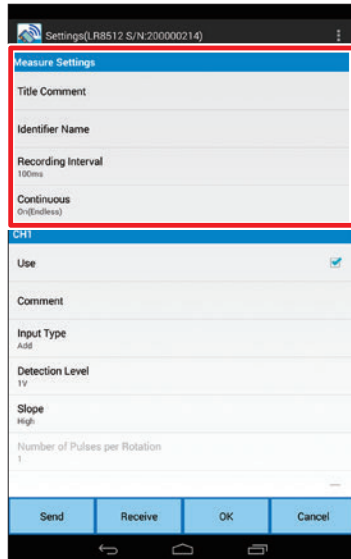 Settings(LR8512 S/N:200000214)
Measure Settings
Title Comment
Identifier Name
Recording Interval
100ms
Continuous
On(Endless)
CH1
Use
Comment
Input Type
Add
Detection Level
1V
Slope
High
Number of Pulses per Rotation
1
Send Receive OK Cancel